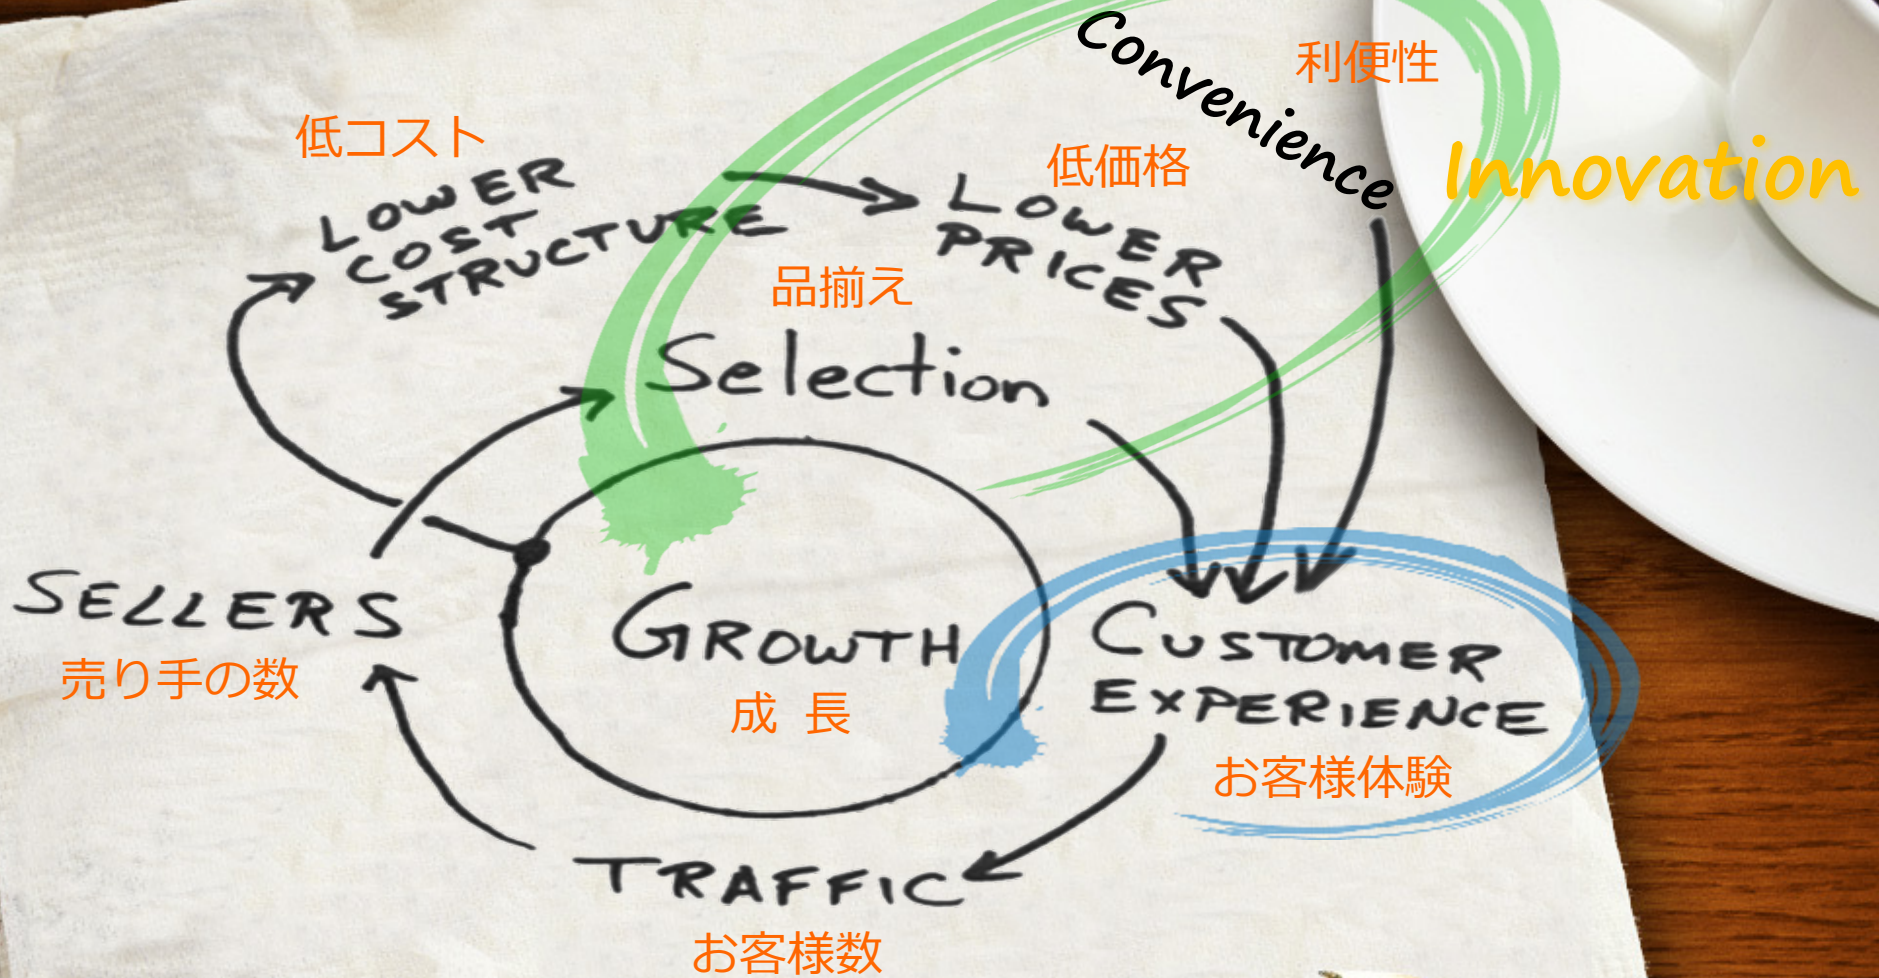 Convenience
利便性
Innovation
低コスト
LOWER
COST
STRUCTURE
低価格
LOWER
PRICES
品揃え
Selection
SELLERS
売り手の数
GROWTH
成 長
CUSTOMER
EXPERIENCE
お客様体験
TRAFFIC
お客様数